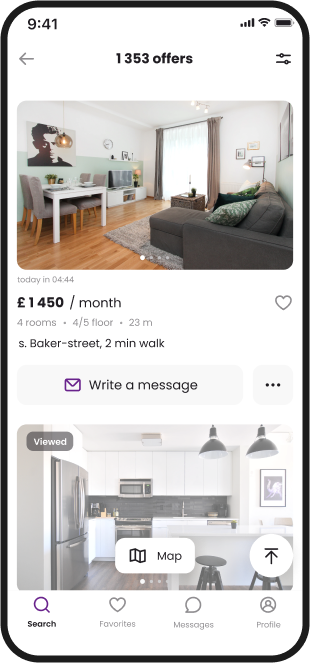 9:41
1 353 offers
today in 04:44
£ 1 450 / month
4 rooms • 4/5 floor • 23 m
s. Baker-street, 2 min walk
Write a message
Viewed
Map
Search Favorites Messages Profile